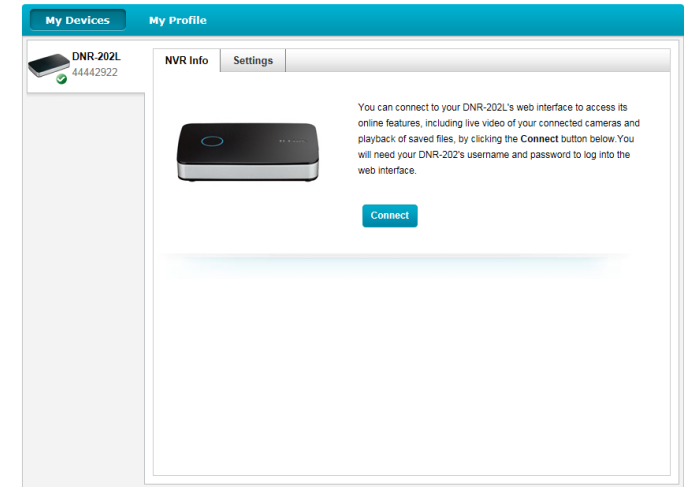 My Devices
My Profile
DNR-202L
44442922
NVR Info
Settings
You can connect to your DNR-202L's web interface to access its
online features, including live video of your connected cameras and
playback of saved files, by clicking the Connect button below.You
will need your DNR-202's username and password to log into the
web interface.
Connect